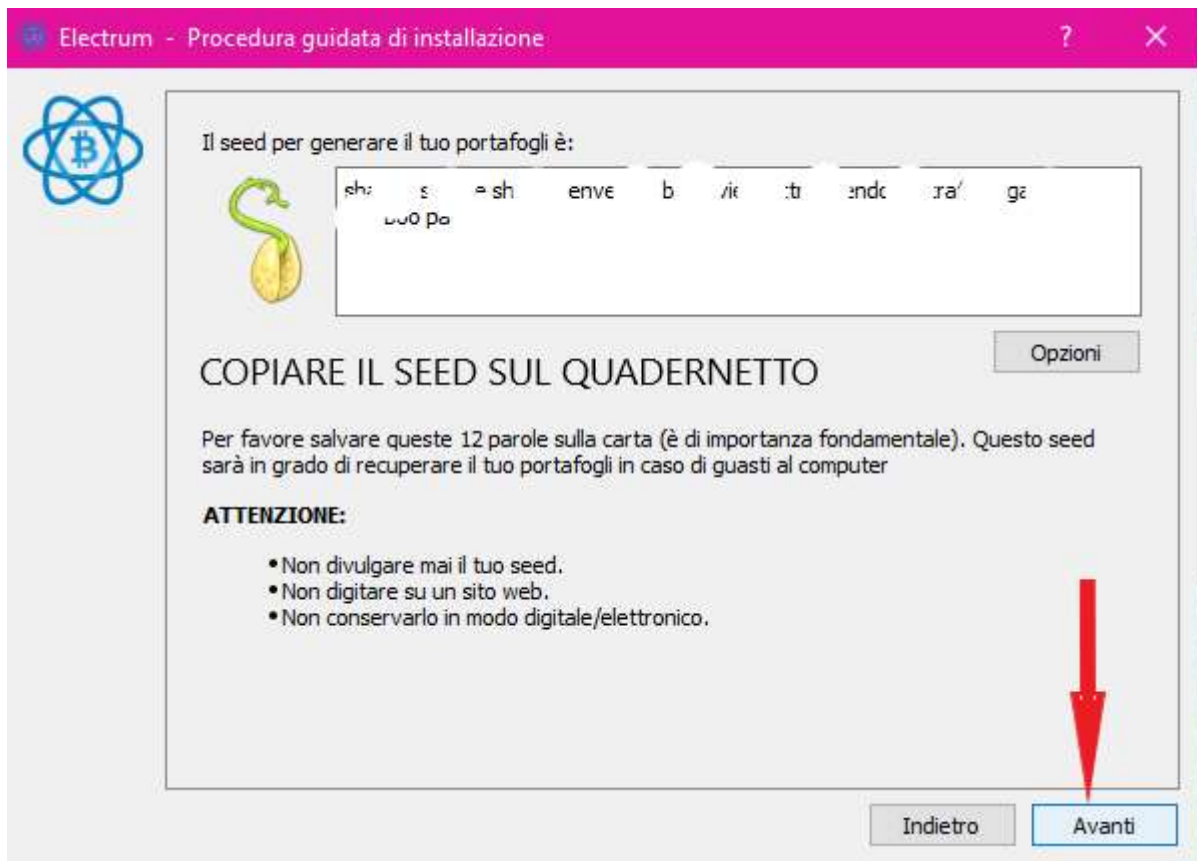 Electrum - Procedura guidata di installazione
Il seed per generare il tuo portafogli è:
Opzioni
COPIARE IL SEED SUL QUADERNETTO
Per favore salvare queste 12 parole sulla carta (è di importanza fondamentale). Questo seed
sarà in grado di recuperare il tuo portafogli in caso di guasti al computer
ATTENZIONE:
•Non divulgare mai il tuo seed.
•Non digitare su un sito web.
•Non conservarlo in modo digitale/elettronico.
Indietro Avanti